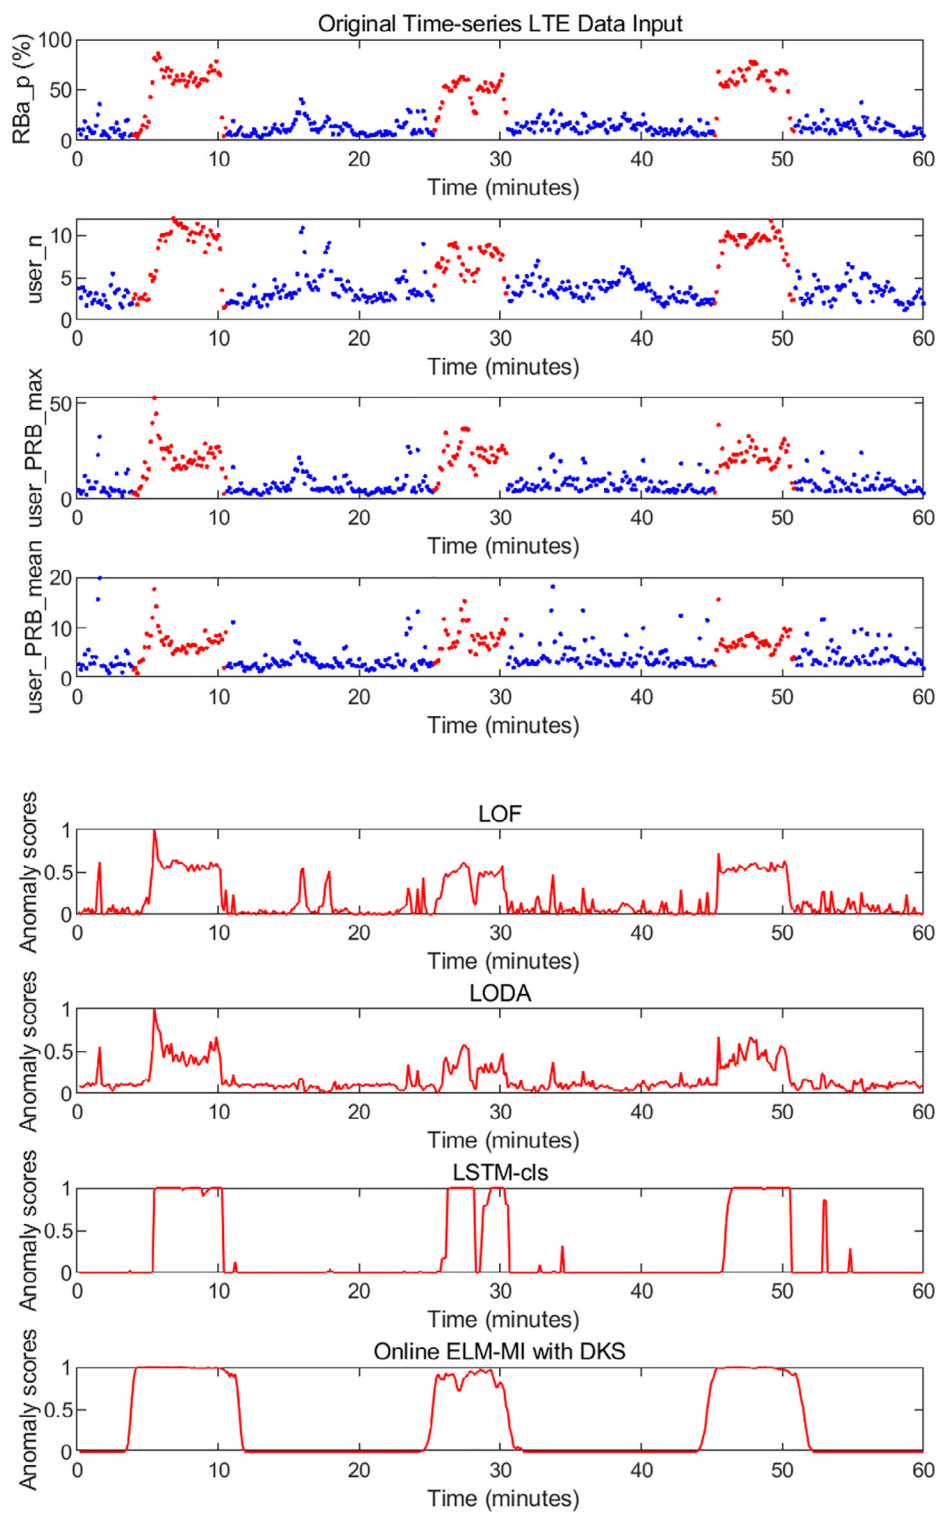 Original Time-series LTE Data Input
RBa_p (%)
100
50
0
0 10 20 30 40 50 60
Time (minutes)
user_n
10
5
0
0 10 20 30 40 50 60
Time (minutes)
user_PRB_max
50
0
0 10 20 30 40 50 60
Time (minutes)
user_PRB_mean
20
10
0
0 10 20 30 40 50 60
Time (minutes)
LOF
Anomaly scores
1
0.5
0
0 10 20 30 40 50 60
Time (minutes)
LODA
Anomaly scores
1
0.5
0
0 10 20 30 40 50 60
Time (minutes)
LSTM-cls
Anomaly scores
1
0.5
0
0 10 20 30 40 50 60
Time (minutes)
Online ELM-MI with DKS
Anomaly scores
1
0.5
0
0 10 20 30 40 50 60
Time (minutes)